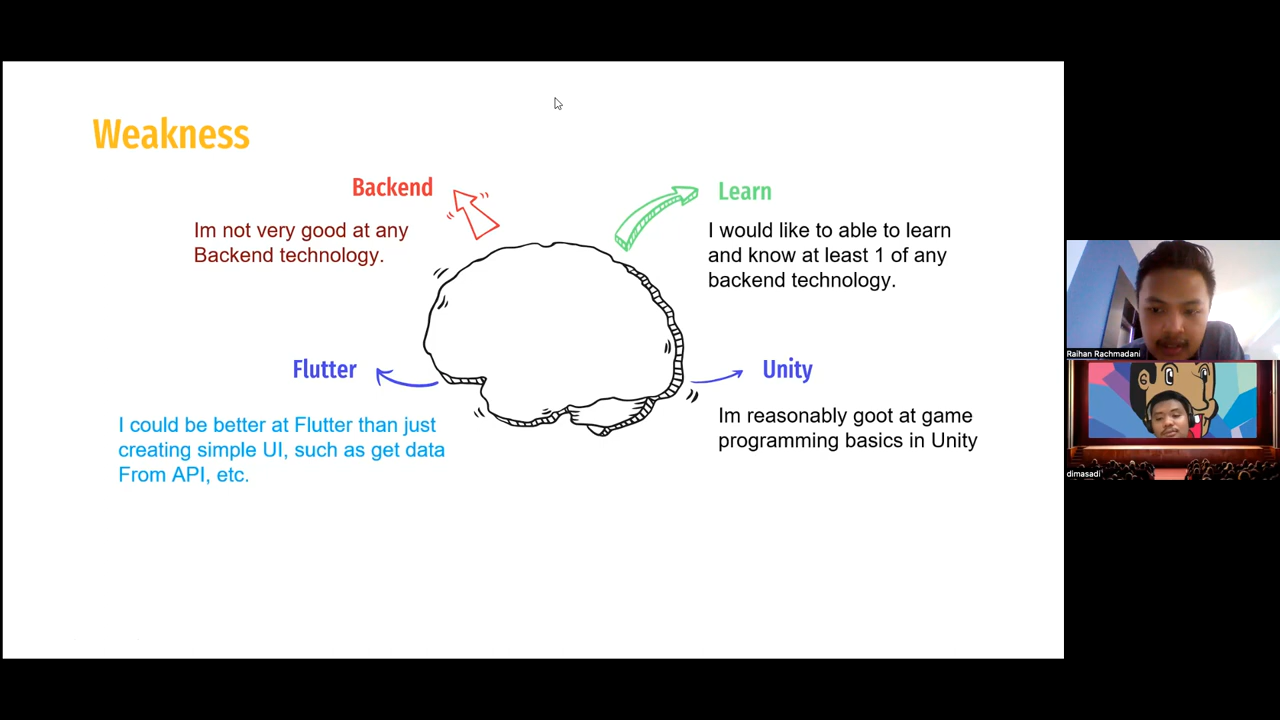 Weakness
Backend
Im not very good at any
Backend technology.
Learn
I would like to able to learn
and know at least 1 of any
backend technology.
Flutter
I could be better at Flutter than just
creating simple UI, such as get data
From API, etc.
Unity
Im reasonably goot at game
programming basics in Unity
Raihan Rachmadani
dimasadi